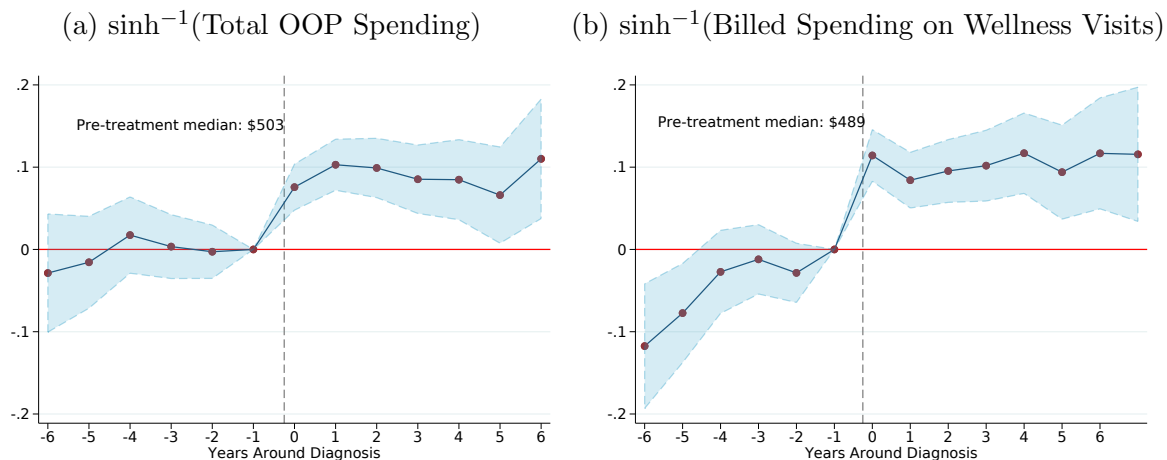 (a) sinh⁻¹(Total OOP Spending)
.2
.1
0
-.1
-.2
Pre-treatment median: $503
-6 -5 -4 -3 -2 -1 0 1 2 3 4 5 6
Years Around Diagnosis
(b) sinh⁻¹(Billed Spending on Wellness Visits)
.2
.1
0
-.1
-.2
Pre-treatment median: $489
-6 -5 -4 -3 -2 -1 0 1 2 3 4 5 6
Years Around Diagnosis